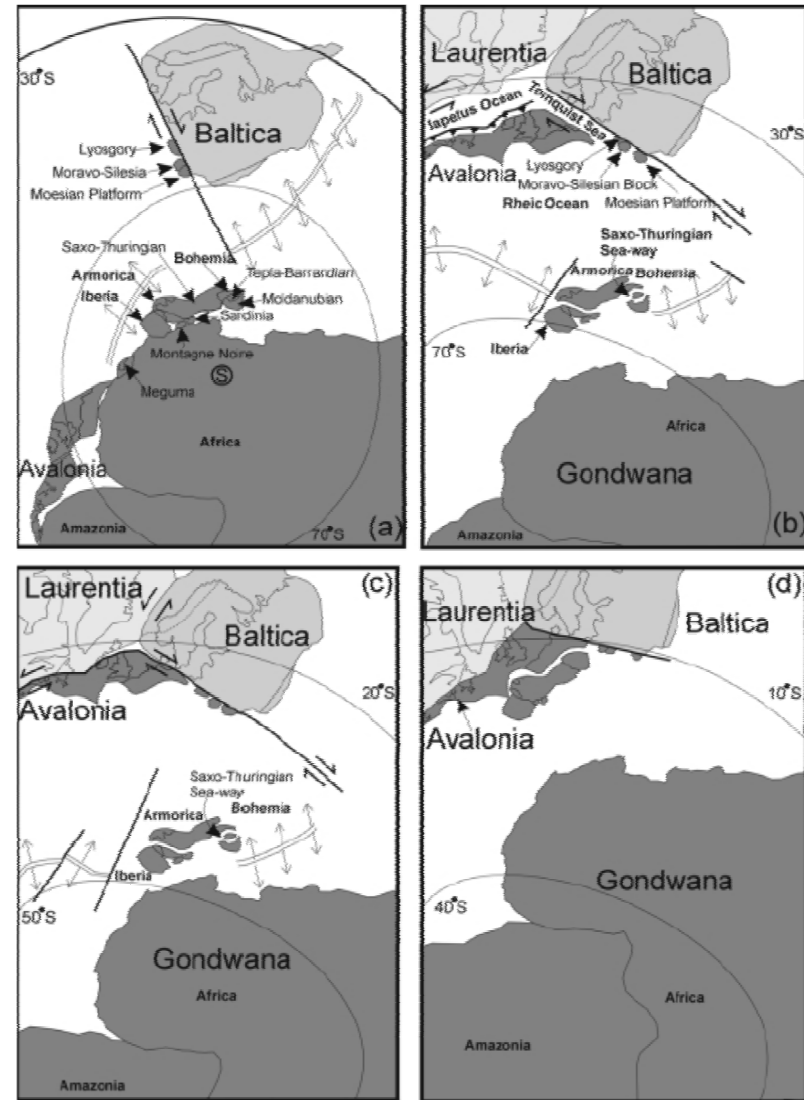 30°S
Baltica
Lyosgory
Moravo-Silesia
Moesian Platform
Saxo-Thuringian
Bohemia
Armorica
Tepla-Barrardian
Iberia
Moldanubian
Sardinia
Montagne Noire
S
Meguma
Africa
Avalonia
Amazonia
70°S
(a)
Laurentia
Baltica
Iapetus Ocean
Tornquist Sea
30°S
Avalonia
Lyosgory
Moravo-Silesian Block
Rheic Ocean
Moesian Platform
Saxo-Thuringian
Sea-way
Armorica
Bohemia
70°S
Iberia
Africa
Gondwana
Amazonia
(b)
(c)
Laurentia
Baltica
20°S
Avalonia
Saxo-Thuringian
Sea-way
Armorica
Bohemia
Iberia
50°S
Gondwana
Africa
Amazonia
(d)
Laurentia
Baltica
10°S
Avalonia
Gondwana
40°S
Africa
Amazonia